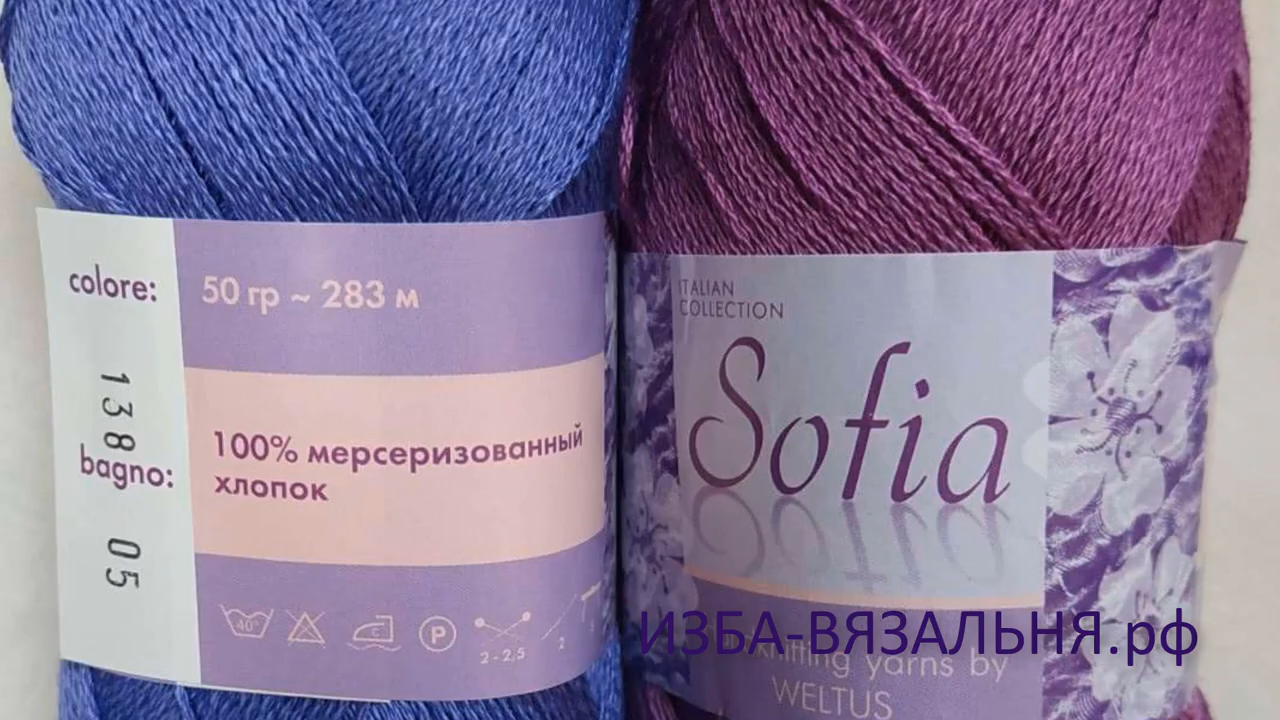 colore:
138
bagno:
05
50 гр ~ 283 м
100% мерсеризованный
хлопок
40°
c
P
2-2,5
2
ITALIAN
COLLECTION
Sofia
ИЗБА-ВЯЗАЛЬНЯ.рф
yarns by
WELTUS